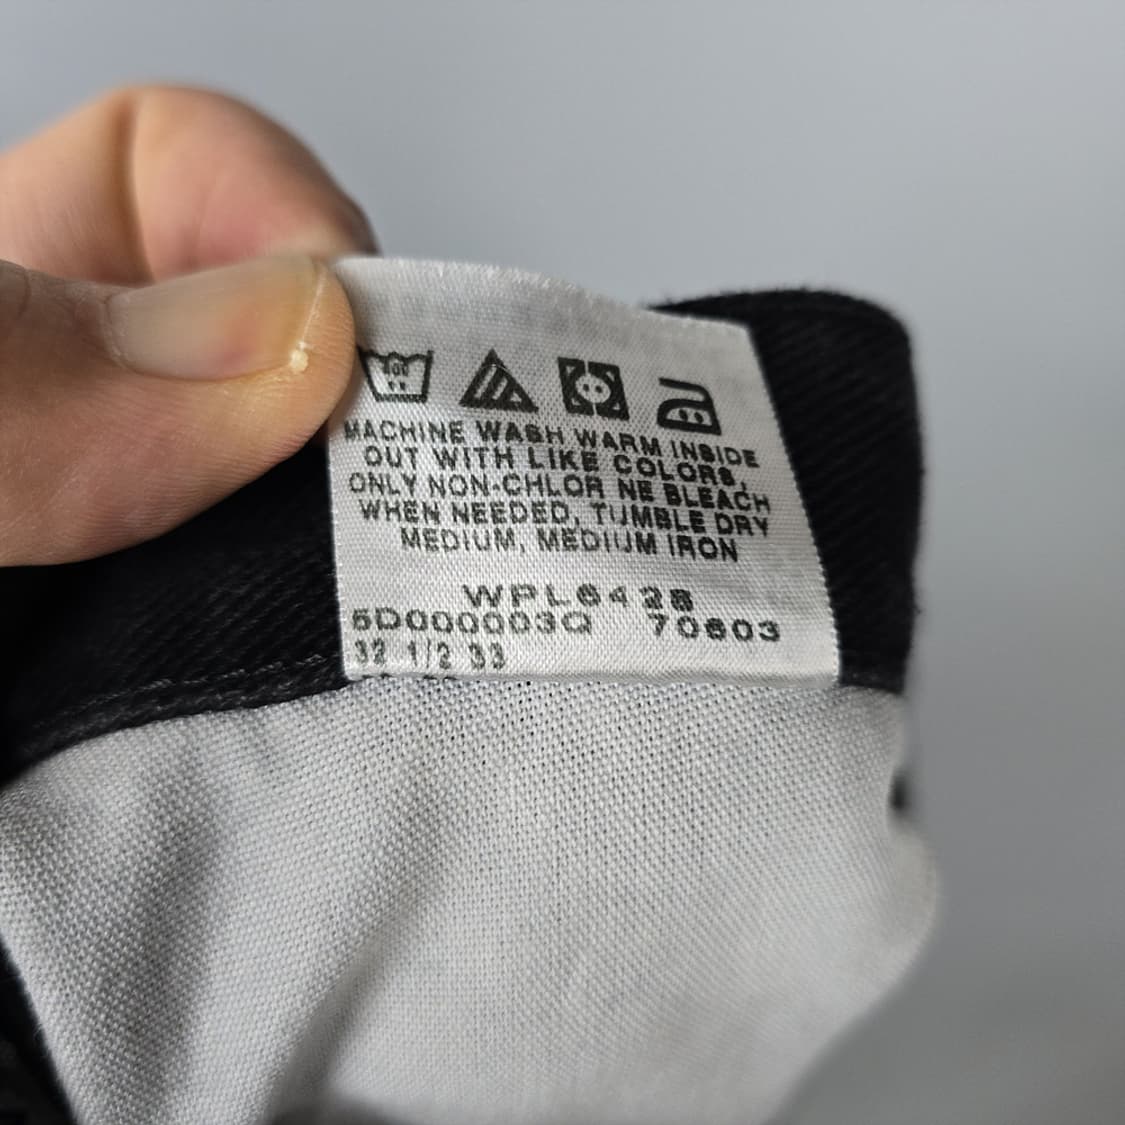 MACHINE WASH WARM INSIDE
OUT WITH LIKE COLORS,
ONLY NON-CHLOR NE BLEACH
WHEN NEEDED, TUMBLE DRY
MEDIUM, MEDIUM IRON
WPL6428
5D000003Q 70603
32 1/2 33